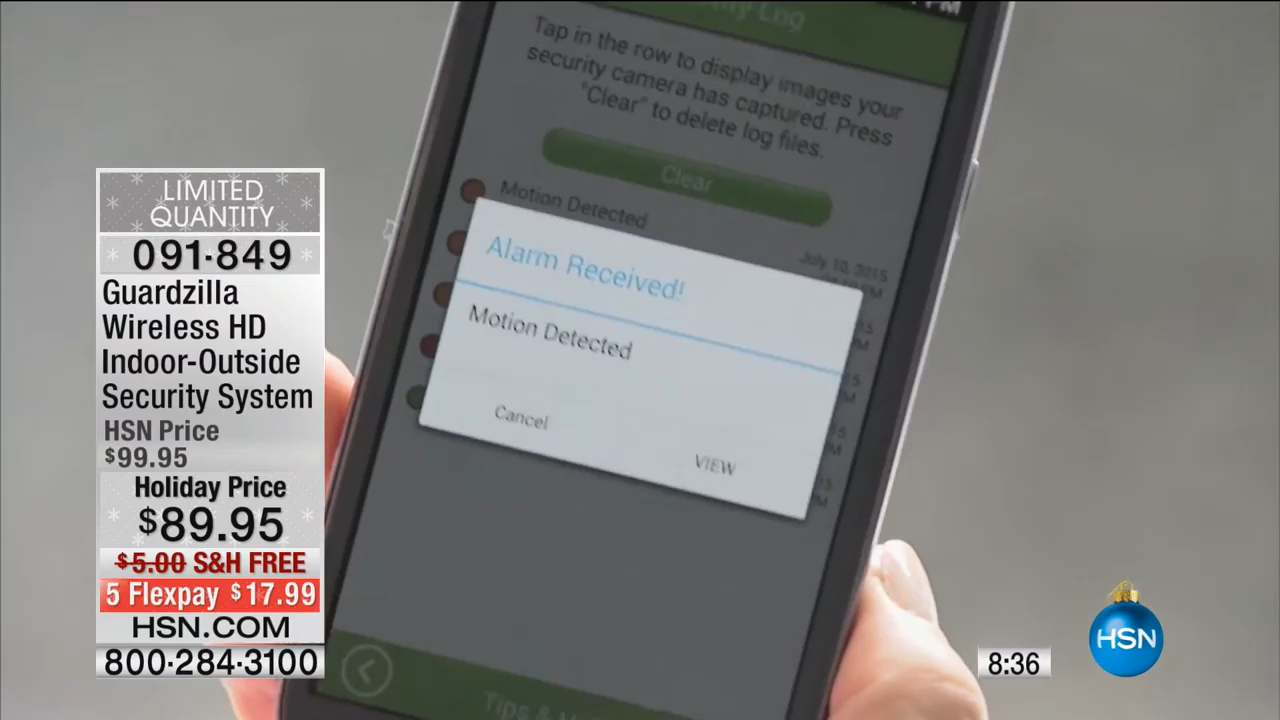 Log
Tap in the row to display images your
security camera has captured. Press
"Clear" to delete log files.
Clear
Motion Detected
July 10, 2015
Alarm Received!
Motion Detected
Cancel
VIEW
Tips &
LIMITED
QUANTITY
091-849
Guardzilla
Wireless HD
Indoor-Outside
Security System
HSN Price
$99.95
Holiday Price
$89.95
$5.00 S&H FREE
5 Flexpay $17.99
HSN.COM
800-284-3100
8:36
HSN